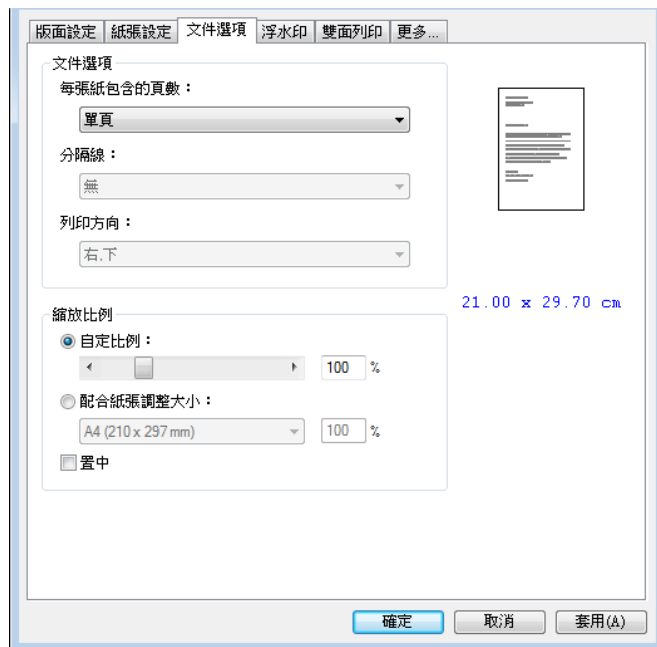 版面設定 紙張設定 文件選項 浮水印 雙面列印 更多...
文件選項
每張紙包含的頁數：
單頁
分隔線：
無
列印方向：
右.下
21.00 x 29.70 cm
縮放比例
自定比例：
100 %
配合紙張調整大小：
A4 (210 x 297 mm) 100 %
置中
確定 取消 套用(A)